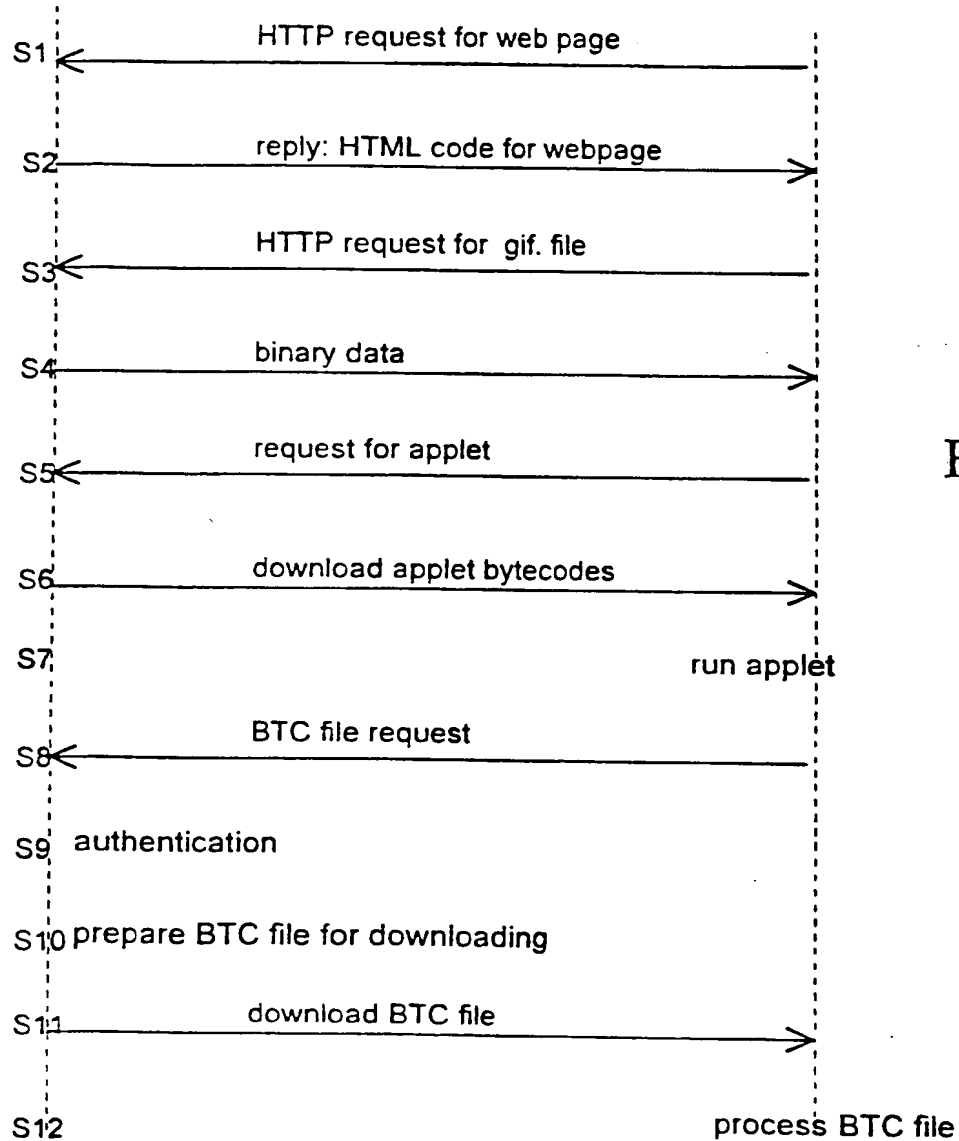 S1 HTTP request for web page
S2 reply: HTML code for webpage
S3 HTTP request for gif. file
S4 binary data
S5 request for applet
S6 download applet bytecodes
S7 run applet
S8 BTC file request
S9 authentication
S10 prepare BTC file for downloading
S11 download BTC file
S12 process BTC file